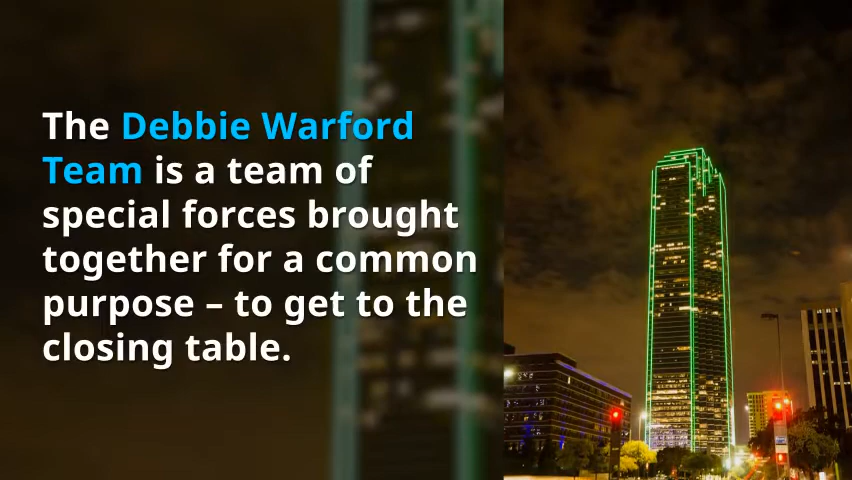 The Debbie Warford
Team is a team of
special forces brought
together for a common
purpose – to get to the
closing table.